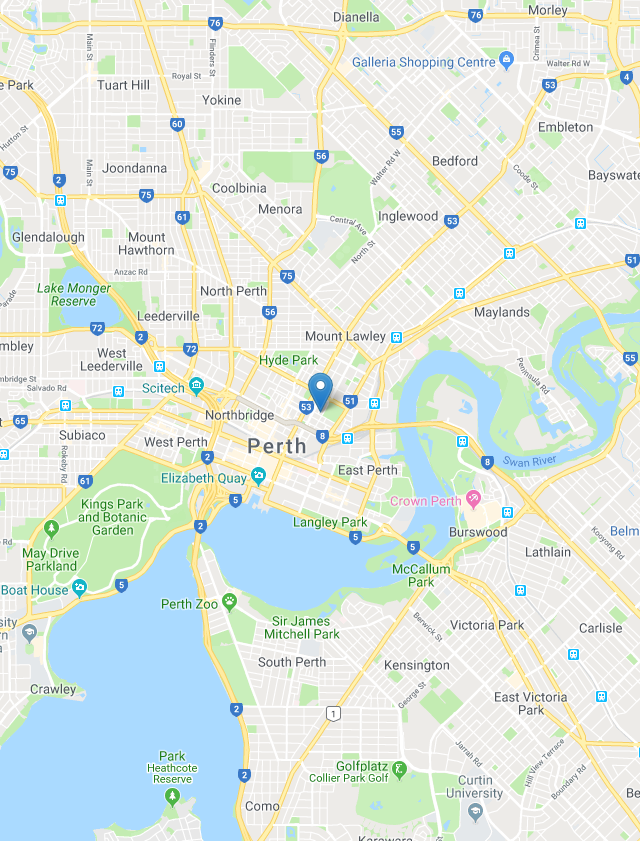 Dianella
76
Morley
76
Main St
Flinders St
Crimea St
Galleria Shopping Centre
Walter Rd W
Park
Tuart Hill
Royal St
53
4
Yokine
60
55
Embleton
Hutton St
56
Bedford
Walter Rd W
75
2
Main St
Joondanna
Coolbinia
Coode St
Bayswate
75
61
Menora
Inglewood
53
Central Ave
North St
Glendalough
Mount
Hawthorn
Anzac Rd
51
75
Lake Monger
Reserve
North Perth
Parade
56
Maylands
Leederville
72
2
Mount Lawley
mbley
72
West
Leederville
Hyde Park
55
Peninsula Rd
mbridge St
Salvado Rd
Scitech
53
51
65
Northbridge
Subiaco
West Perth
Perth
8
Rokeby Rd
2
8
Swan River
East Perth
61
Elizabeth Quay
Kings Park
and Botanic
Garden
5
Crown Perth
2
Langley Park
Burswood
5
5
Kooyong Rd
Belm
May Drive
Parkland
Lathlain
McCallum
Park
Boat House
5
Perth Zoo
Sir James
Mitchell Park
Berwick St
Victoria Park
Carlisle
sity
rn
a
South Perth
Kensington
Crawley
George St
East Victoria
Park
2
1
Park
Heathcote
Reserve
2
Golfplatz
Collier Park Golf
Jarrah Rd
Hill View Terrace
Boundary Rd
Curtin
University
Como
Be
Karawara